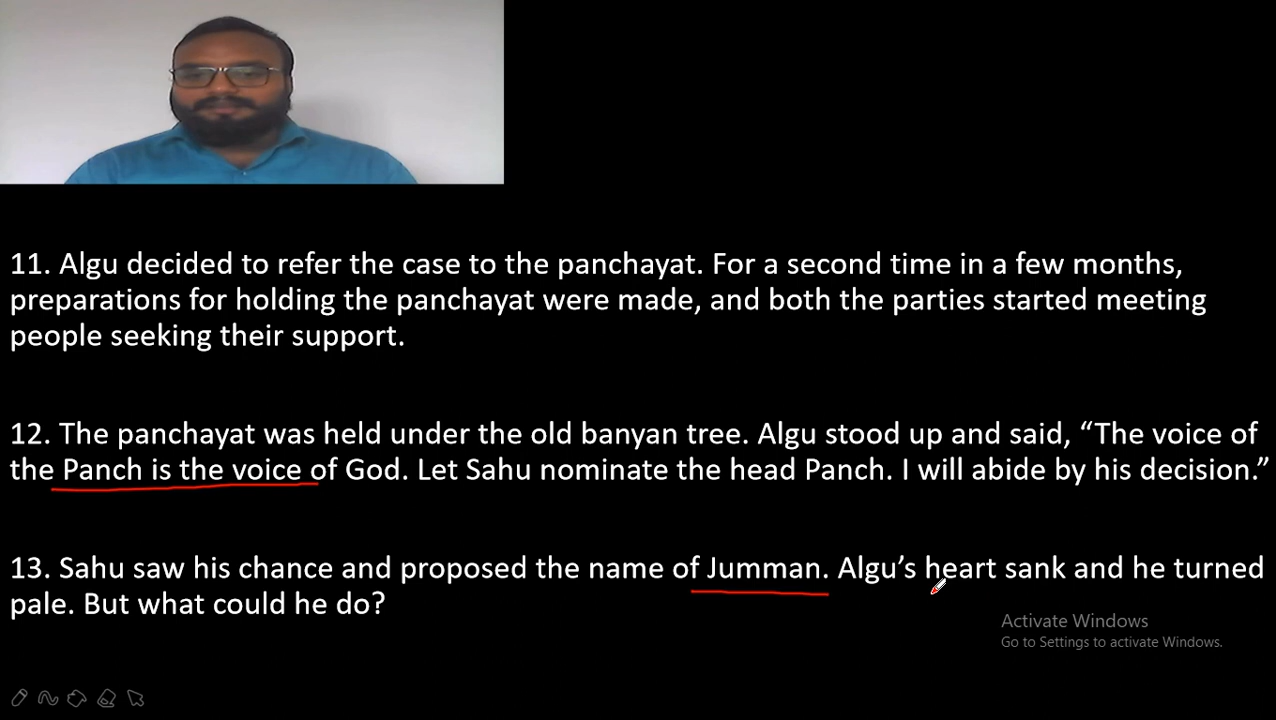 11. Algu decided to refer the case to the panchayat. For a second time in a few months,
preparations for holding the panchayat were made, and both the parties started meeting
people seeking their support.
12. The panchayat was held under the old banyan tree. Algu stood up and said, “The voice of
the Panch is the voice of God. Let Sahu nominate the head Panch. I will abide by his decision.”
13. Sahu saw his chance and proposed the name of Jumman. Algu’s heart sank and he turned
pale. But what could he do?
Activate Windows
Go to Settings to activate Windows.